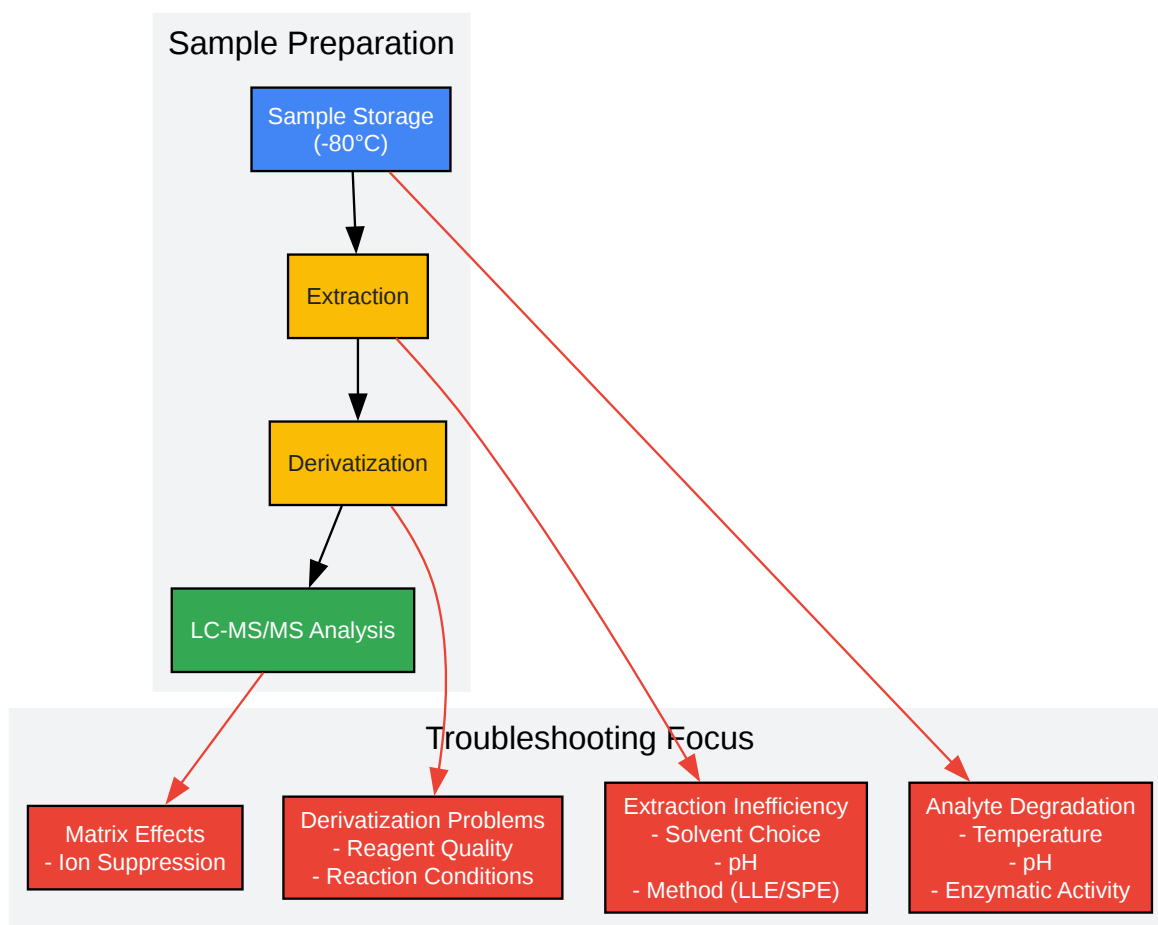 Sample Preparation
Sample Storage
(-80°C)
Extraction
Derivatization
LC-MS/MS Analysis
Troubleshooting Focus
Matrix Effects
- Ion Suppression
Derivatization Problems
- Reagent Quality
- Reaction Conditions
Extraction Inefficiency
- Solvent Choice
- pH
- Method (LLE/SPE)
Analyte Degradation
- Temperature
- pH
- Enzymatic Activity